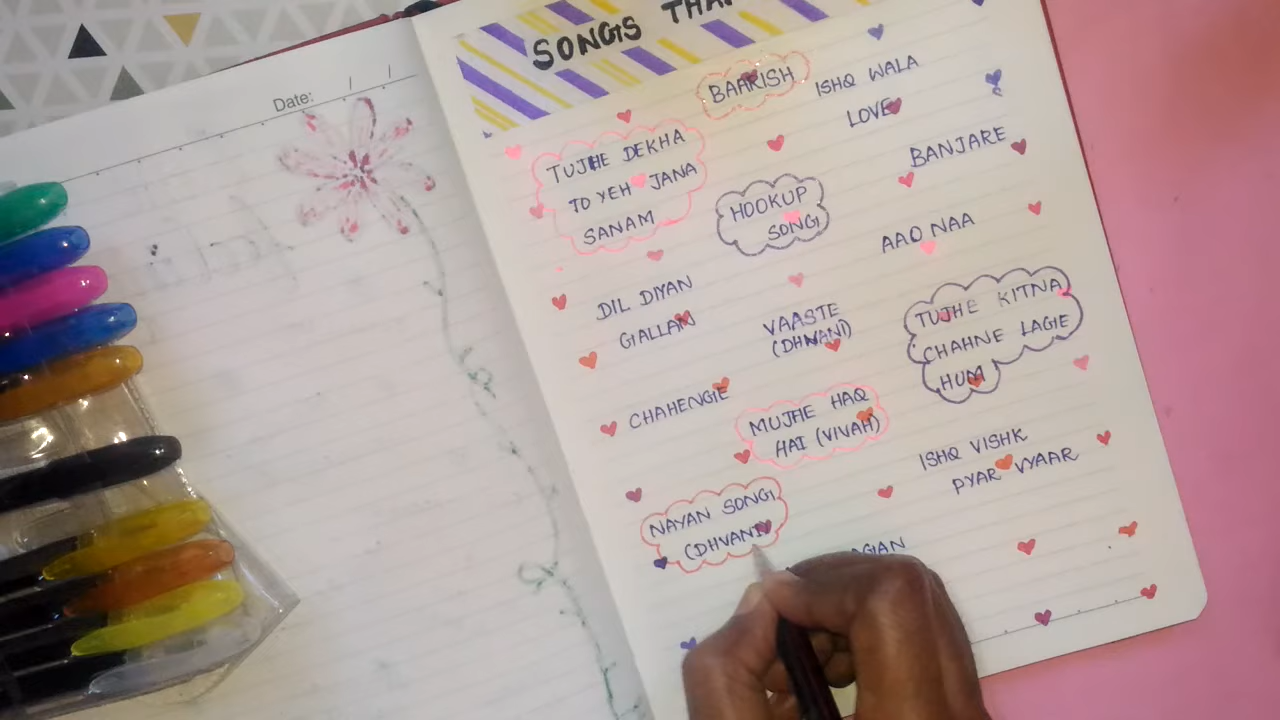 Date:
SONGS
BAARISH
ISHQ WALA
LOVE
TUJHE DEKHA
TO YEH JANA
SANAM
HOOKUP
SONG
BANJARE
AAO NAA
DIL DIYAN
GALLAN
VAASTE
(DHVANI)
TUJHE KITNA
CHAHNE LAGE
HUM
CHAHENGE
MUJHE HAQ
HAI (VIVAH)
ISHQ VISHK
PYAR VYAAR
NAYAN SONG
(DHVANI)